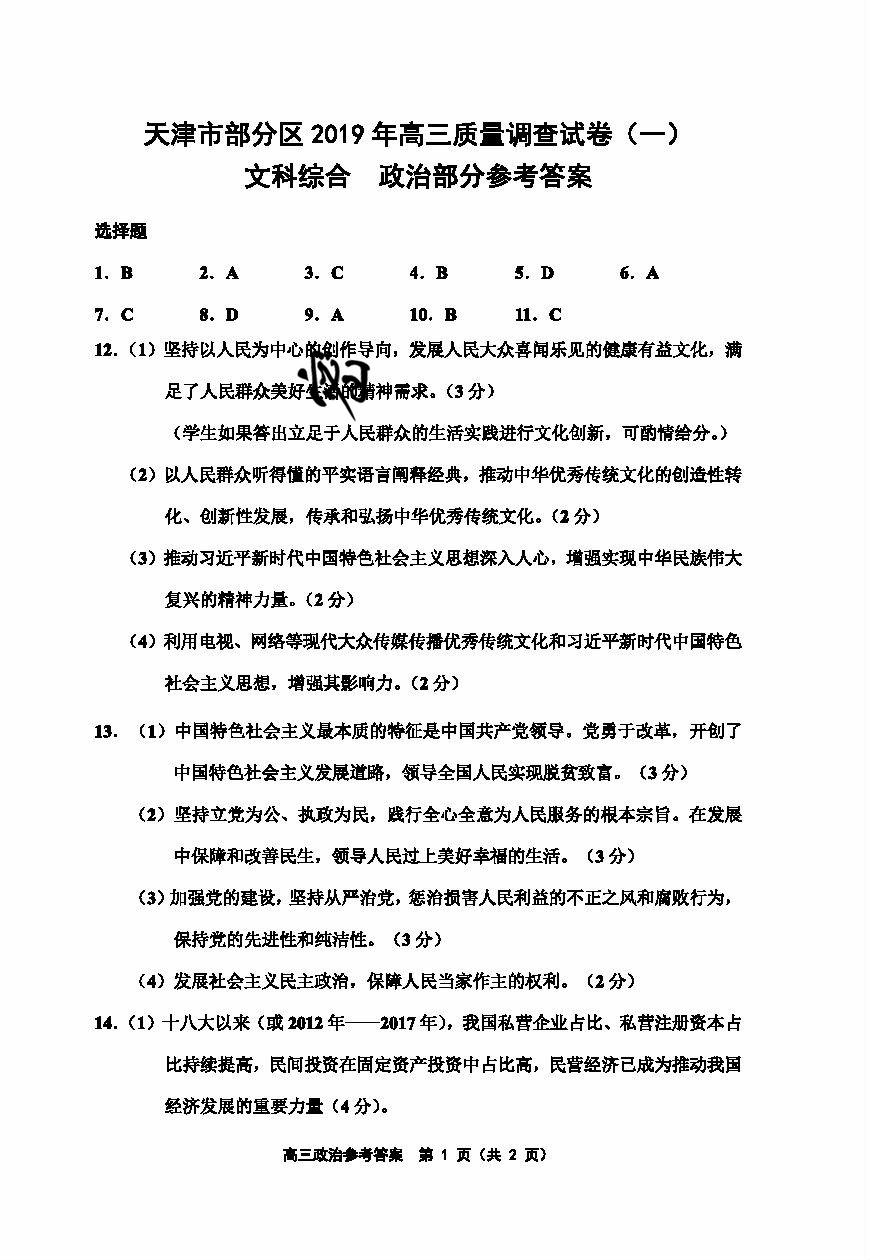 天津市部分区 2019 年高三质量调查试卷（一）
文科综合　政治部分参考答案
选择题
1．B　2．A　3．C　4．B　5．D　6．A
7．C　8．D　9．A　10．B　11．C
12.（1）坚持以人民为中心的创作导向，发展人民大众喜闻乐见的健康有益文化，满
足了人民群众美好生活的精神需求。（3 分）
（学生如果答出立足于人民群众的生活实践进行文化创新，可酌情给分。）
（2）以人民群众听得懂的平实语言阐释经典，推动中华优秀传统文化的创造性转
化、创新性发展，传承和弘扬中华优秀传统文化。（2 分）
（3）推动习近平新时代中国特色社会主义思想深入人心，增强实现中华民族伟大
复兴的精神力量。（2 分）
（4）利用电视、网络等现代大众传媒传播优秀传统文化和习近平新时代中国特色
社会主义思想，增强其影响力。（2 分）
13. （1）中国特色社会主义最本质的特征是中国共产党领导。党勇于改革，开创了
中国特色社会主义发展道路，领导全国人民实现脱贫致富。（3 分）
（2）坚持立党为公、执政为民，践行全心全意为人民服务的根本宗旨。在发展
中保障和改善民生，领导人民过上美好幸福的生活。（3 分）
（3）加强党的建设，坚持从严治党，惩治损害人民利益的不正之风和腐败行为，
保持党的先进性和纯洁性。（3 分）
（4）发展社会主义民主政治，保障人民当家作主的权利。（2 分）
14.（1）十八大以来（或 2012 年——2017 年），我国私营企业占比、私营注册资本占
比持续提高，民间投资在固定资产投资中占比高，民营经济已成为推动我国
经济发展的重要力量（4 分）。
高三政治参考答案　第 1 页（共 2 页）